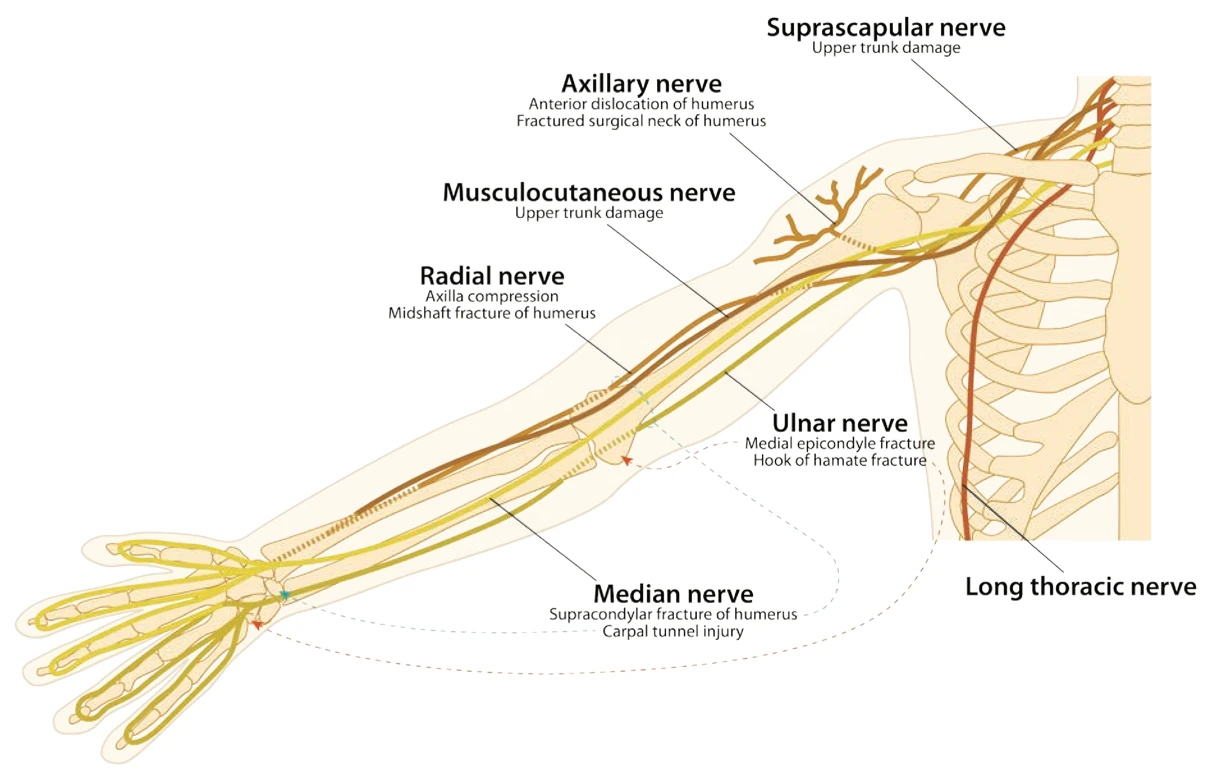 Suprascapular nerve
Upper trunk damage
Axillary nerve
Anterior dislocation of humerus
Fractured surgical neck of humerus
Musculocutaneous nerve
Upper trunk damage
Radial nerve
Axilla compression
Midshaft fracture of humerus
Ulnar nerve
Medial epicondyle fracture
Hook of hamate fracture
Median nerve
Supracondylar fracture of humerus
Carpal tunnel injury
Long thoracic nerve